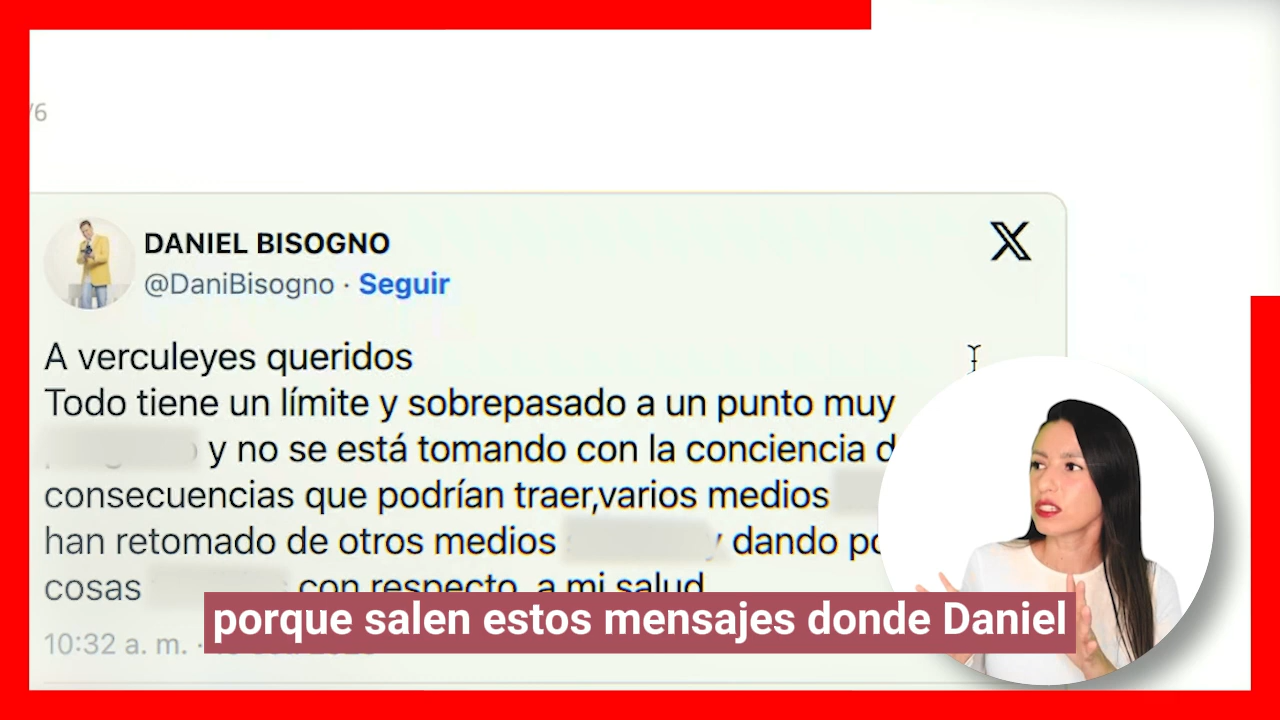 /6
DANIEL BISOGNO
@DaniBisogno · Seguir
A verculeyes queridos
Todo tiene un límite y sobrepasado a un punto muy
y no se está tomando con la conciencia d
consecuencias que podrían traer,varios medios
han retomado de otros medios y dando po
cosas con respecto a mi salud
porque salen estos mensajes donde Daniel
10:32 a. m. ·